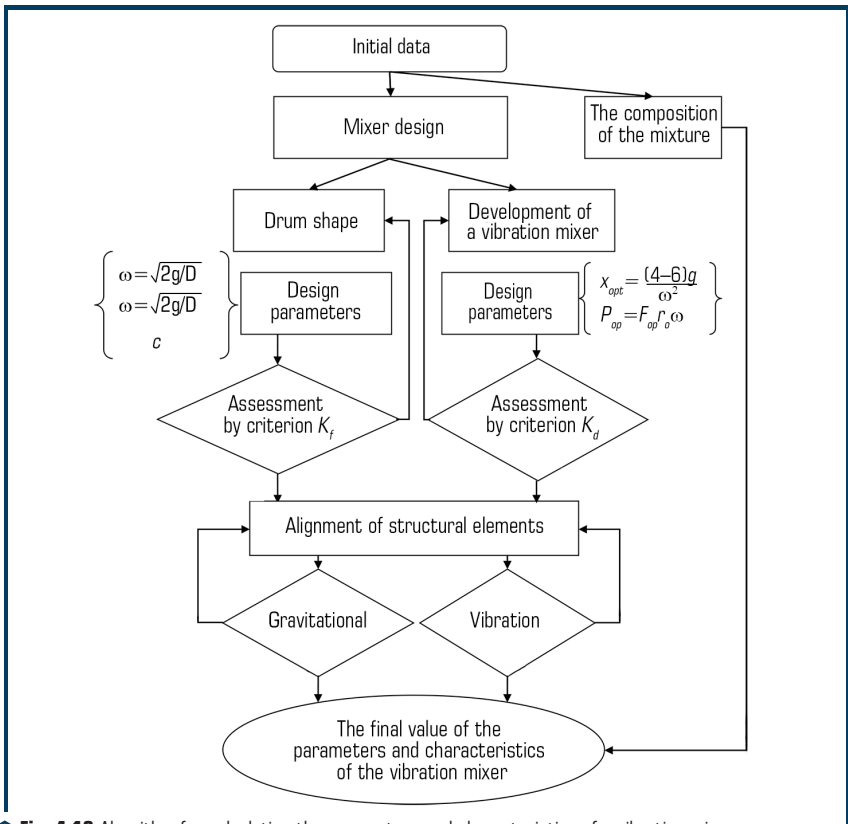 Initial data
Mixer design
The composition
of the mixture
Drum shape
Development of
a vibration mixer
ω=√2g/D
ω=√2g/D
c
Design
parameters
Design
parameters
x_opt = (4–6)g/ω²
P_op=F_op r_o ω
Assessment
by criterion K_f
Assessment
by criterion K_d
Alignment of structural elements
Gravitational
Vibration
The final value of the
parameters and characteristics
of the vibration mixer